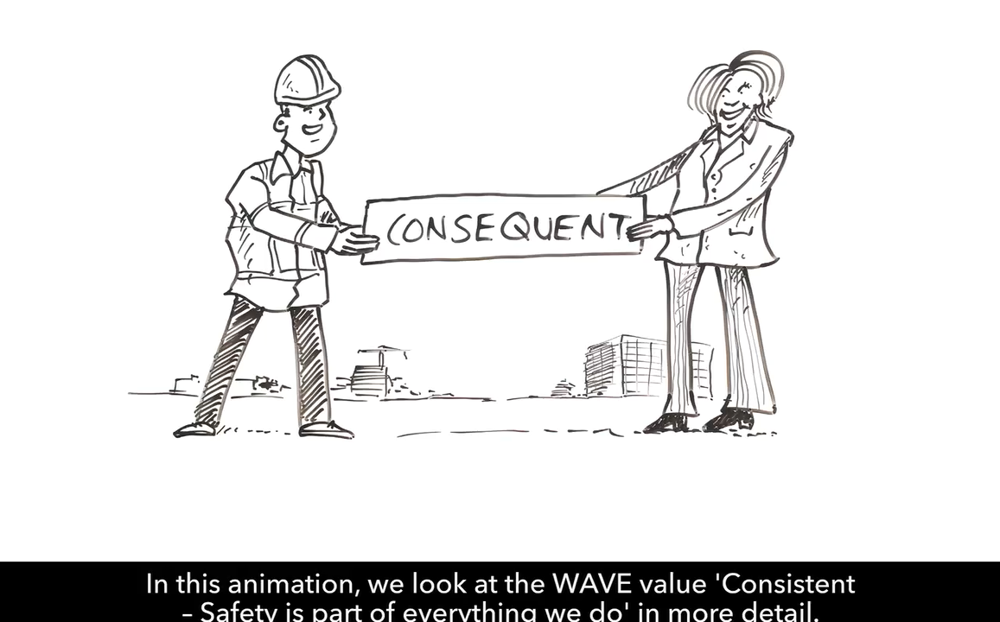 CONSEQUENT
In this animation, we look at the WAVE value 'Consistent
– Safety is part of everything we do' in more detail.